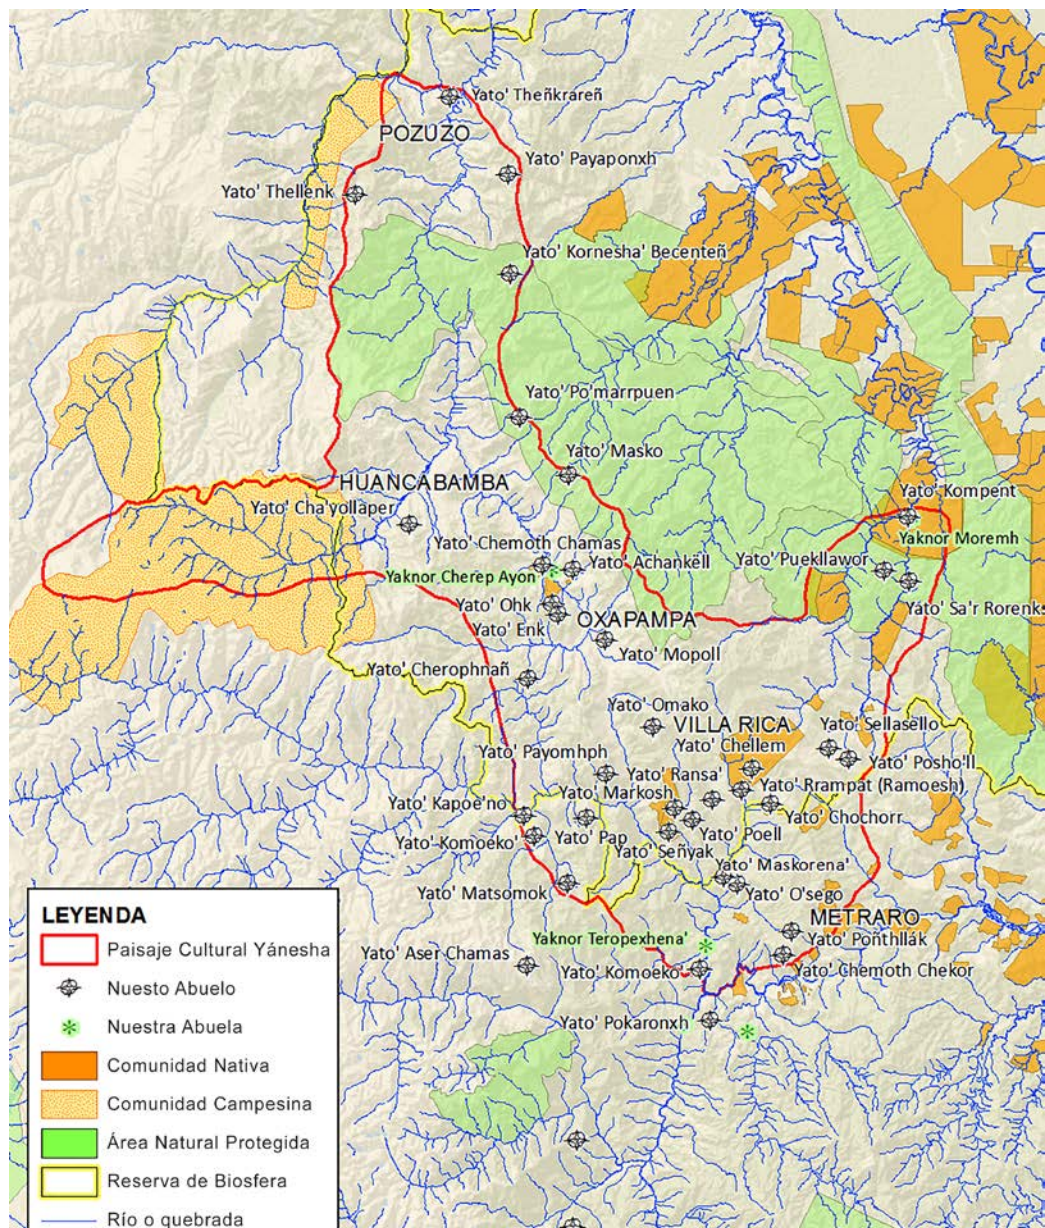 Yato' Theñkrareñ
POZUZO
Yato' Payaponxh
Yato' Thellenk
Yato' Kornesha' Becenteñ
Yato' Po'marrpuen
Yato' Masko
HUANCABAMBA
Yato' Kompent
Yato' Cha'yollaper
Yaknor Moremh
Yato' Chemoth Chamas
Yato' Puekllawor
Yato' Achankëll
Yaknor Cherep Ayon
Yato' Ohk
Yato' Sa'r Rorenks
OXAPAMPA
Yato' Enk
Yato' Mopoll
Yato' Cherophnañ
Yato' Omako
VILLA RICA
Yato' Sellasello
Yato' Payomhph
Yato' Chellem
Yato' Posho'll
Yato' Ransa'
Yato' Rrampat (Ramoesh)
Yato' Markosh
Yato' Kapoe'no
Yato' Chochorr
Yato' Komoeko'
Yato' Pap
Yato' Poell
Yato' Señyak
Yato' Maskorena'
Yato' Matsomok
Yato' O'sego
METRARO
Yaknor Teropexhena'
Yato' Poñthllák
Yato' Aser Chamas
Yato' Komoeko'
Yato' Chemoth Chekor
Yato' Pokaronxh
LEYENDA
Paisaje Cultural Yánesha
Nuesto Abuelo
Nuestra Abuela
Comunidad Nativa
Comunidad Campesina
Área Natural Protegida
Reserva de Biosfera
Río o quebrada